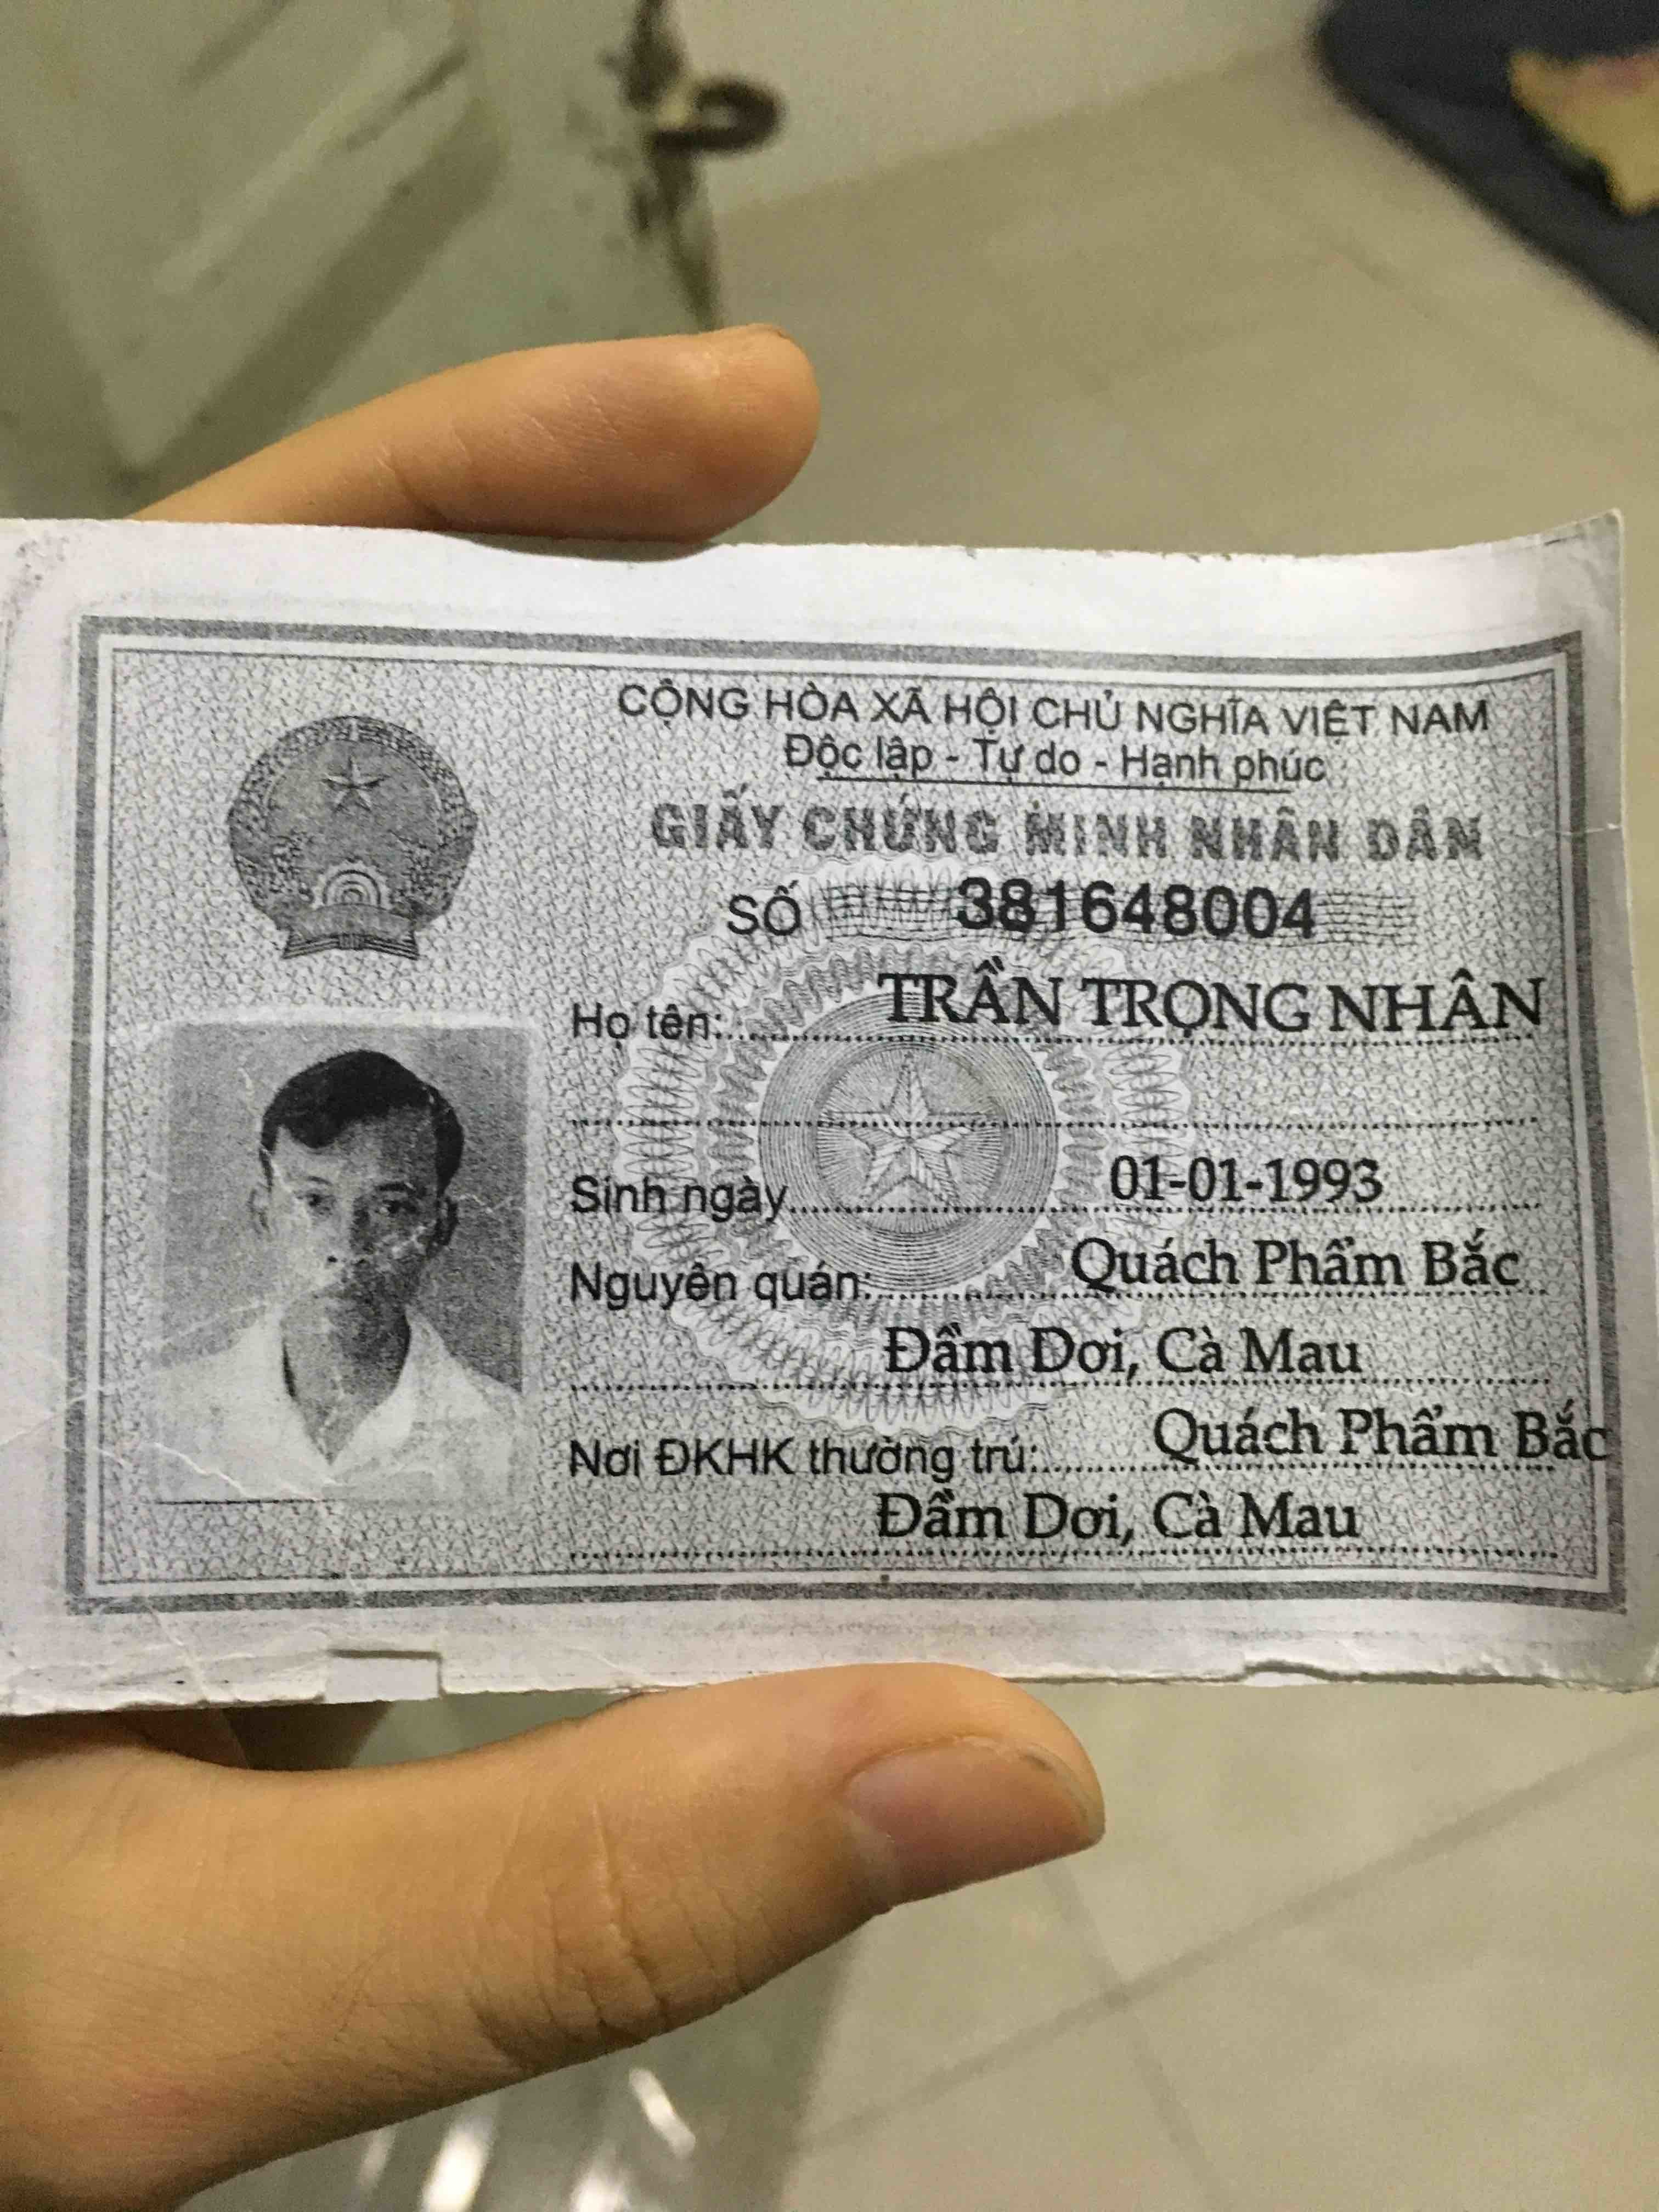 CỘNG HÒA XÃ HỘI CHỦ NGHĨA VIỆT NAM
Độc lập - Tự do - Hạnh phúc
GIẤY CHỨNG MINH NHÂN DÂN
SỐ 381648004
Họ tên: TRẦN TRỌNG NHÂN
Sinh ngày 01-01-1993
Nguyên quán: Quách Phẩm Bắc
Đầm Dơi, Cà Mau
Nơi ĐKHK thường trú: Quách Phẩm Bắc
Đầm Dơi, Cà Mau